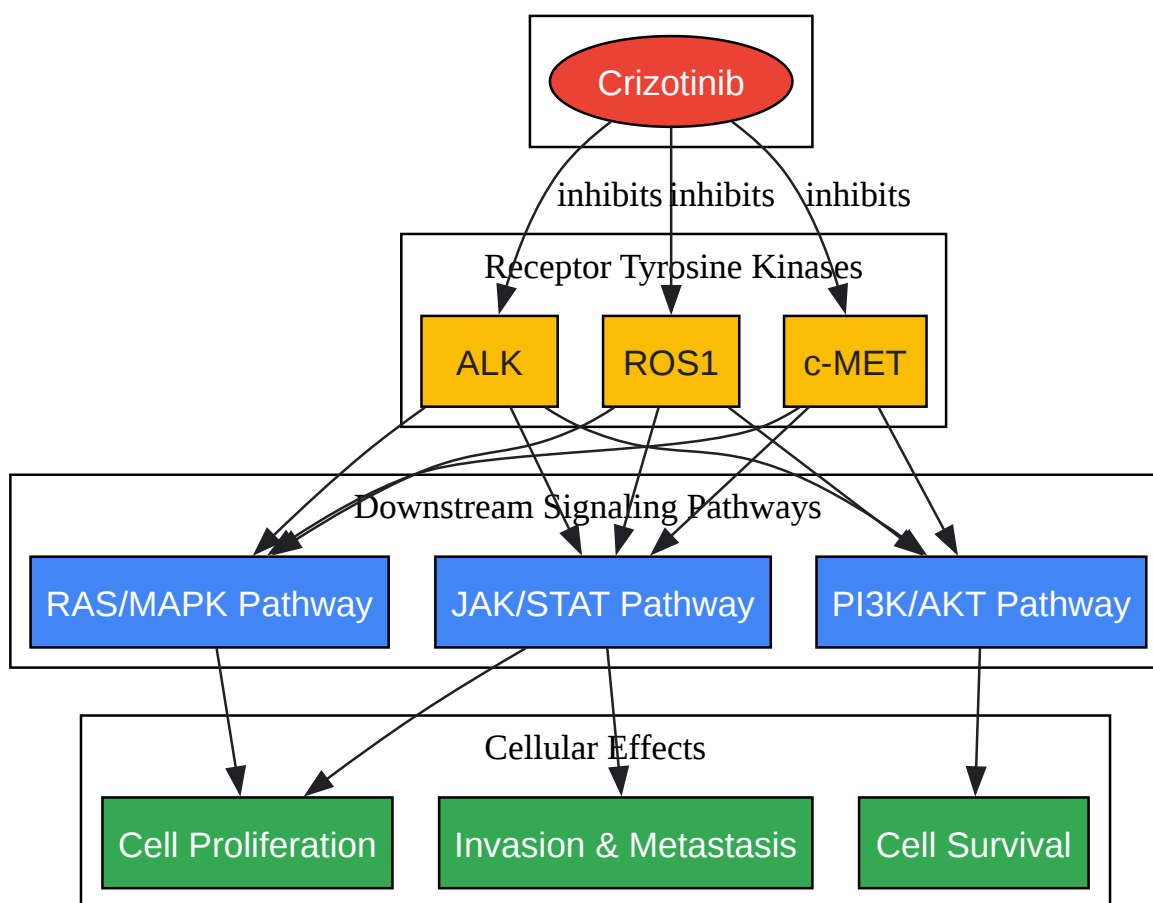 Crizotinib
inhibits inhibits inhibits
Receptor Tyrosine Kinases
ALK ROS1 c-MET
Downstream Signaling Pathways
RAS/MAPK Pathway JAK/STAT Pathway PI3K/AKT Pathway
Cellular Effects
Cell Proliferation Invasion & Metastasis Cell Survival